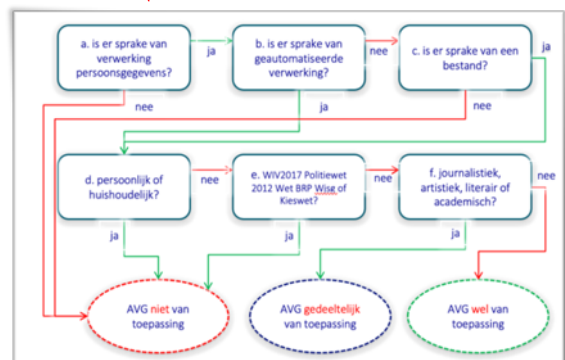 a. is er sprake van
verwerking
persoonsgegevens?
ja
b. is er sprake van
geautomatiseerde
verwerking?
nee
c. is er sprake van een
bestand?
ja
nee
ja
nee
d. persoonlijk of
huishoudelijk?
nee
e. WIV2017 Politiewet
2012 Wet BRP Wise of
Kieswet?
nee
f. journalistiek,
artistiek, literair of
academisch?
nee
ja
ja
ja
AVG niet van
toepassing
AVG gedeeltelijk
van toepassing
AVG wel van
toepassing